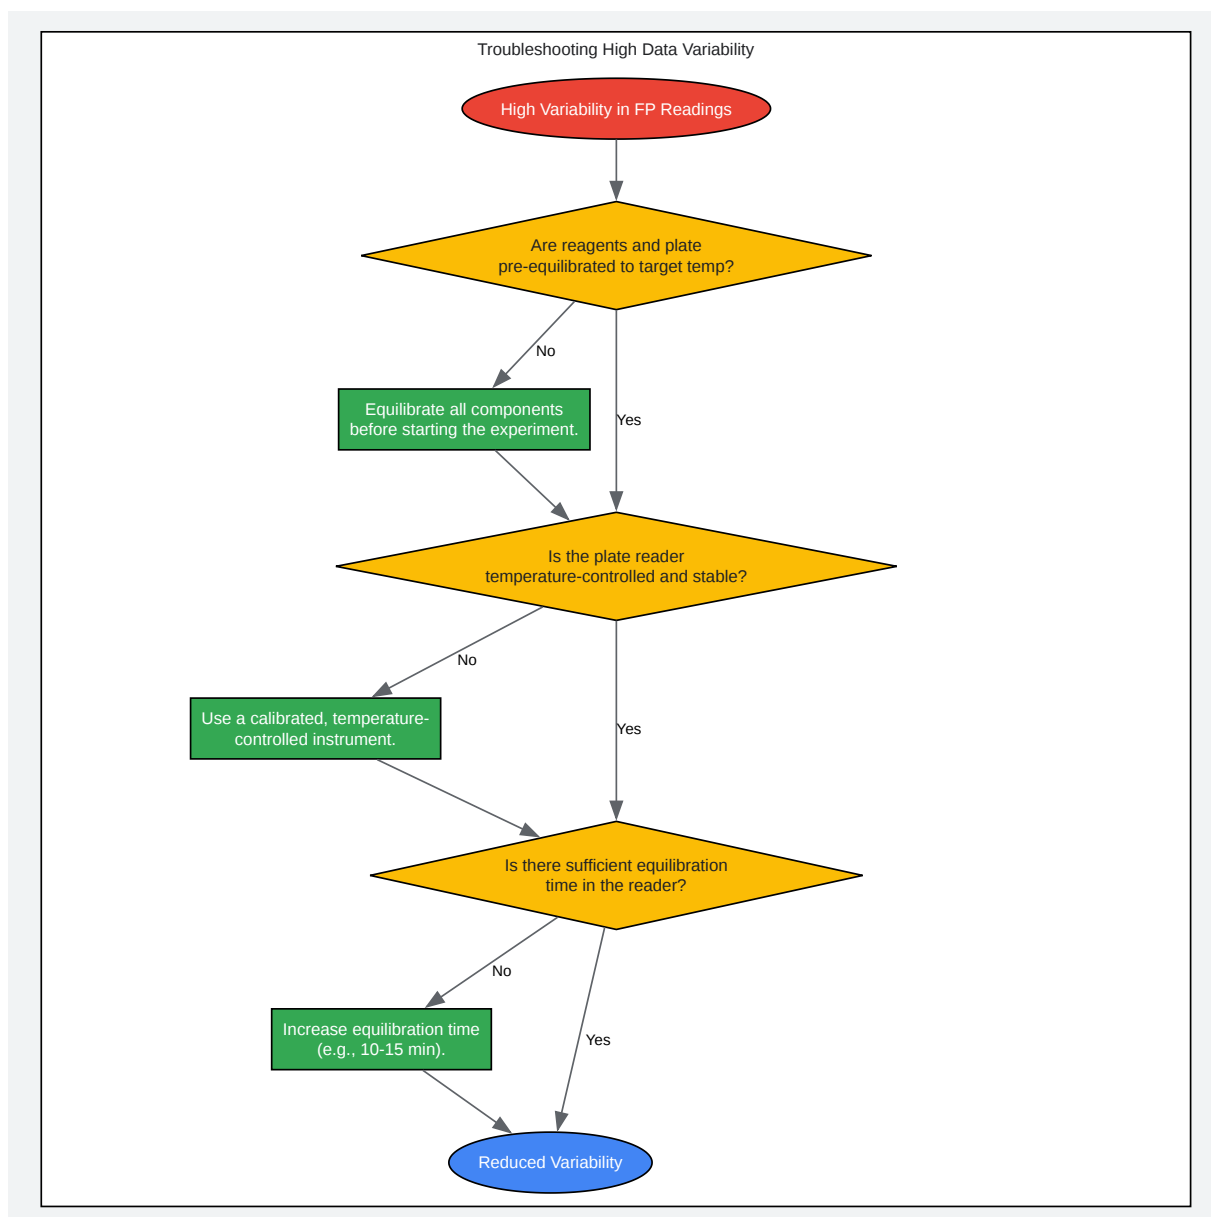 Troubleshooting High Data Variability
High Variability in FP Readings
Are reagents and plate
pre-equilibrated to target temp?
No
Equilibrate all components
before starting the experiment.
Yes
Is the plate reader
temperature-controlled and stable?
No
Use a calibrated, temperature-
controlled instrument.
Yes
Is there sufficient equilibration
time in the reader?
No
Increase equilibration time
(e.g., 10-15 min).
Yes
Reduced Variability